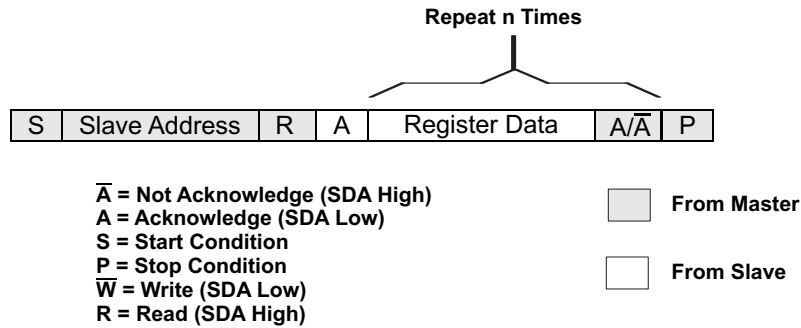 Repeat n Times
S Slave Address R A Register Data A/A̅ P
A̅ = Not Acknowledge (SDA High)
A = Acknowledge (SDA Low)
S = Start Condition
P = Stop Condition
W̅ = Write (SDA Low)
R = Read (SDA High)
From Master
From Slave